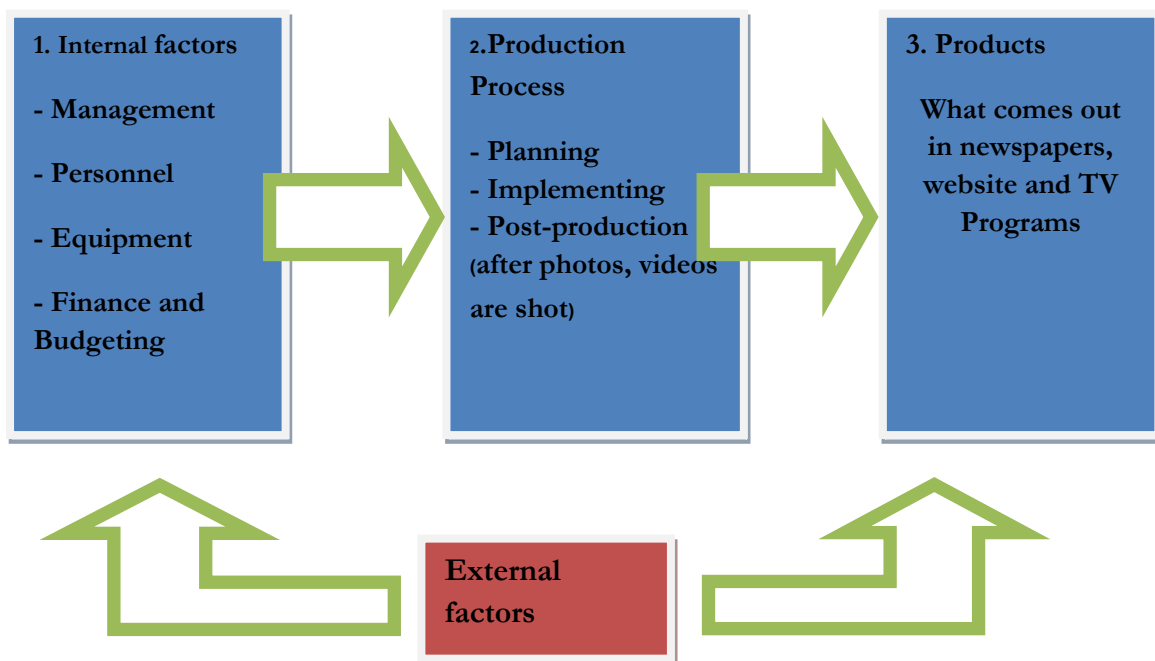 1. Internal factors
- Management
- Personnel
- Equipment
- Finance and
Budgeting
2.Production
Process
- Planning
- Implementing
- Post-production
(after photos, videos
are shot)
3. Products
What comes out
in newspapers,
website and TV
Programs
External
factors